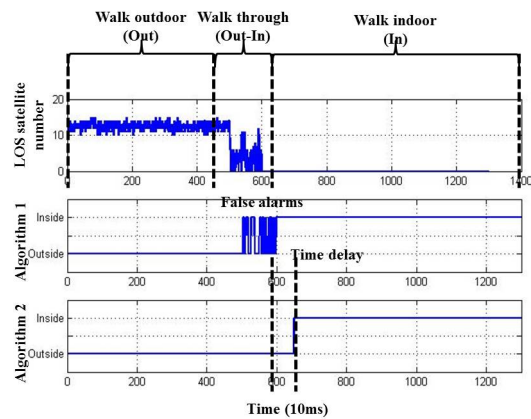 Walk outdoor
(Out)
Walk through
(Out-In)
Walk indoor
(In)
LOS satellite
number
20
10
0
0
200
400
600
800
1000
1200
1400
False alarms
Algorithm 1
Inside
Outside
0
200
400
600
800
1000
1200
Time delay
Algorithm 2
Inside
Outside
0
200
400
600
800
1000
1200
Time (10ms)